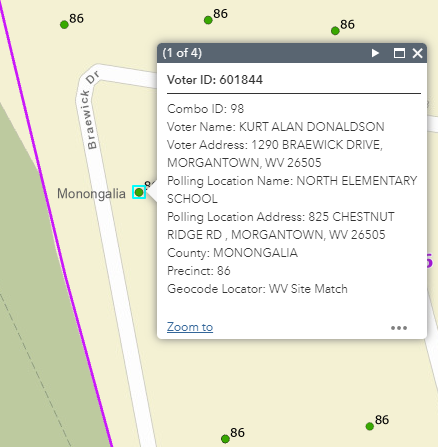 86
86
86
(1 of 4)
Voter ID: 601844
Combo ID: 98
Voter Name: KURT ALAN DONALDSON
Voter Address: 1290 BRAEWICK DRIVE,
MORGANTOWN, WV 26505
Polling Location Name: NORTH ELEMENTARY
SCHOOL
Polling Location Address: 825 CHESTNUT
RIDGE RD , MORGANTOWN, WV 26505
County: MONONGALIA
Precinct: 86
Geocode Locator: WV Site Match
Zoom to
Braewick Dr
Monongalia
86
86